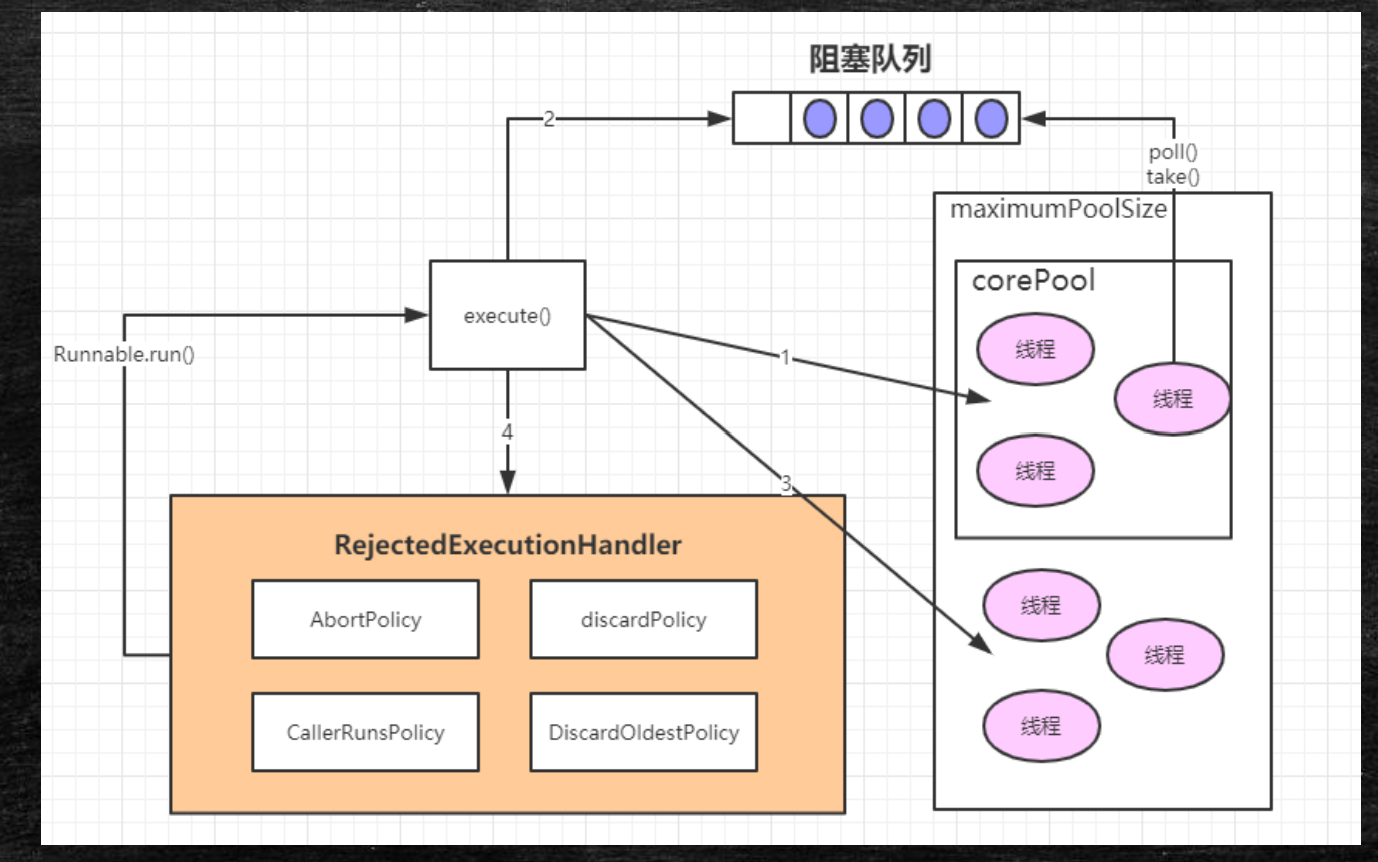 阻塞队列
2
poll()
take()
maximumPoolSize
corePool
execute()
线程
Runnable.run()
1
线程
4
线程
3
RejectedExecutionHandler
AbortPolicy
discardPolicy
线程
线程
CallerRunsPolicy
DiscardOldestPolicy
线程